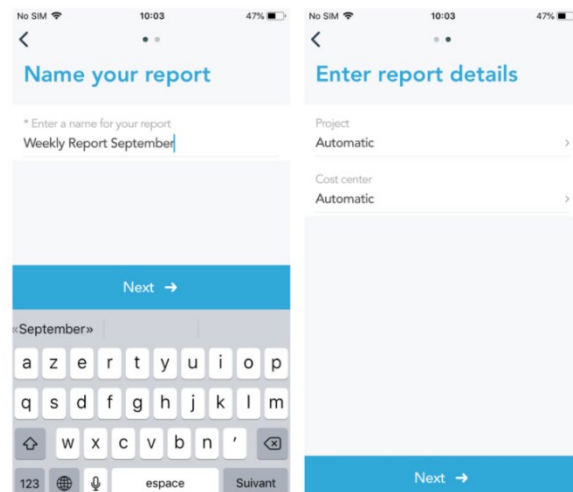 No SIM 10:03 47%
Name your report
* Enter a name for your report
Weekly Report September
Next →
«September»
a z e r t y u i o p
q s d f g h j k l m
w x c v b n '
123 espace Suivant
No SIM 10:03 47%
Enter report details
Project
Automatic
Cost center
Automatic
Next →